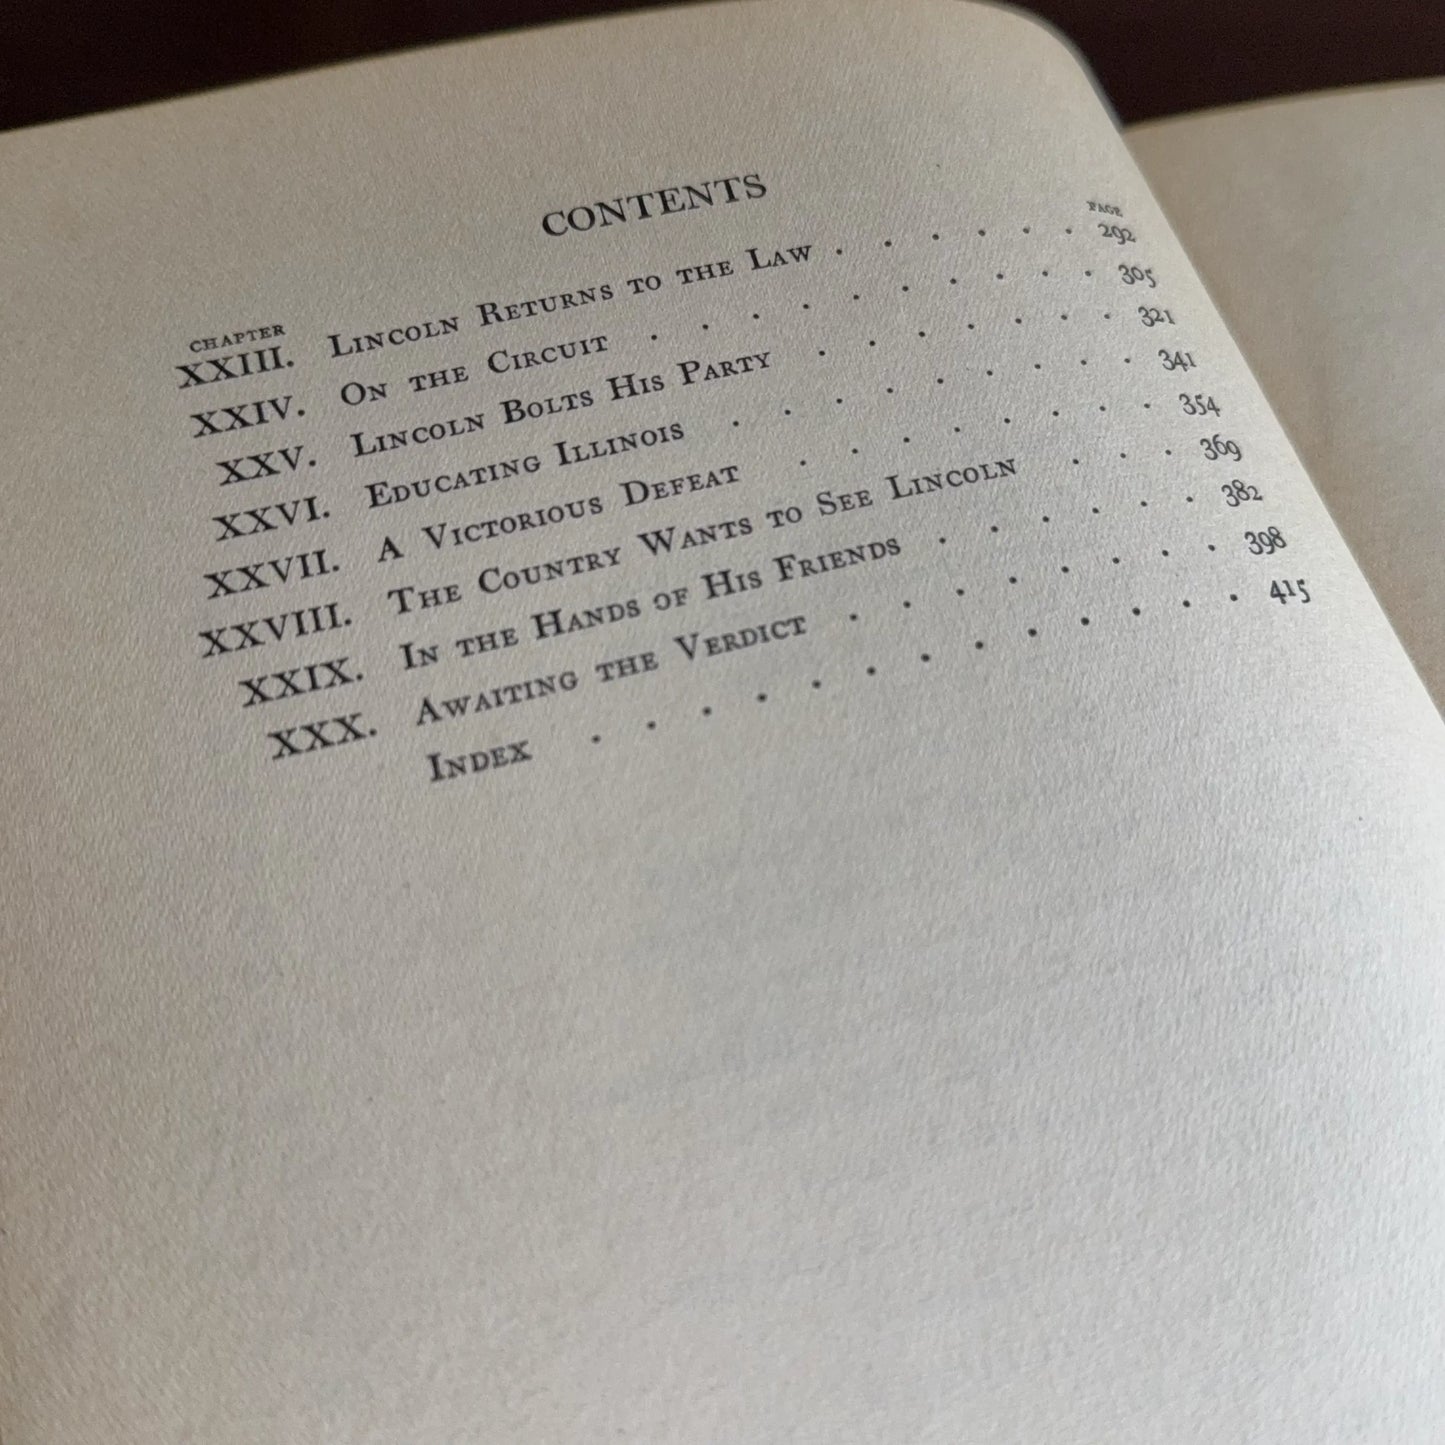 CONTENTS
CHAPTER PAGE
XXIII. LINCOLN RETURNS TO THE LAW . . . . . . 292
XXIV. ON THE CIRCUIT . . . . . . . . . 305
XXV. LINCOLN BOLTS HIS PARTY . . . . . . 321
XXVI. EDUCATING ILLINOIS . . . . . . . . 341
XXVII. A VICTORIOUS DEFEAT . . . . . . . 354
XXVIII. THE COUNTRY WANTS TO SEE LINCOLN . . . 369
XXIX. IN THE HANDS OF HIS FRIENDS . . . . . . 382
XXX. AWAITING THE VERDICT . . . . . . . . 398
INDEX . . . . . . . . . . . . . 415